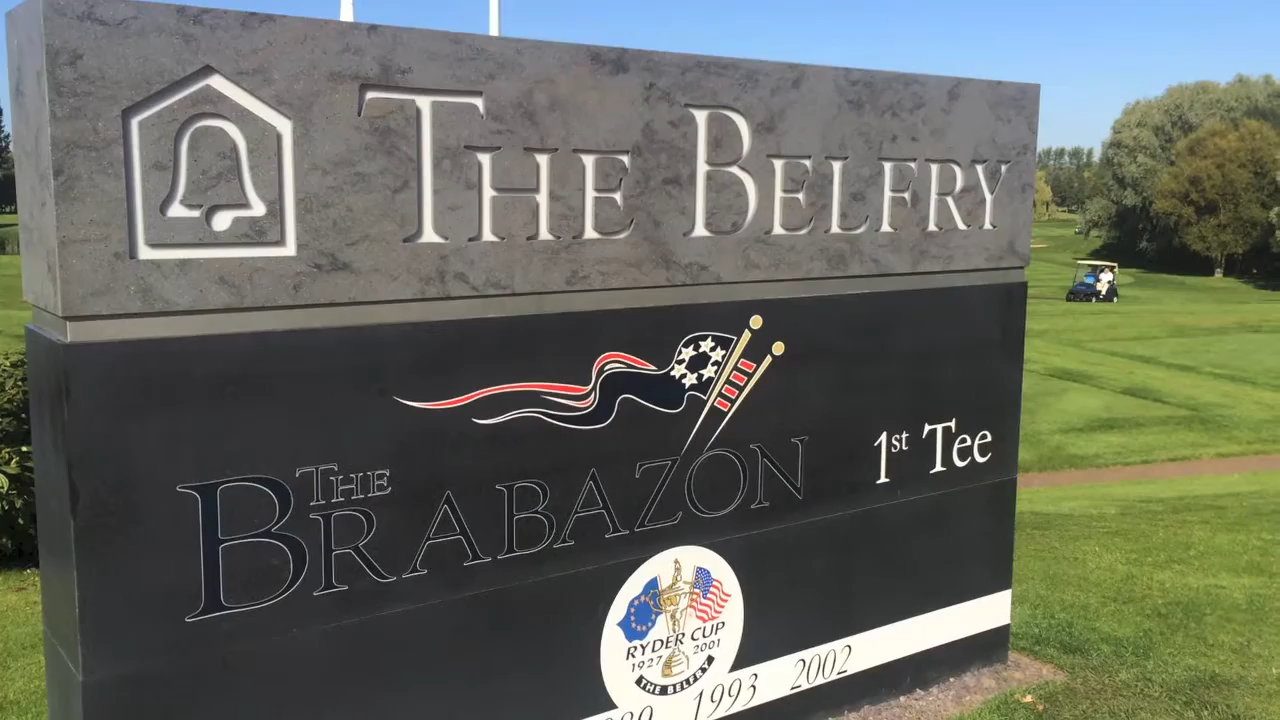 THE BELFRY
THE
BRABAZON
1st Tee
RYDER CUP
1927 2001
THE BELFRY
1993 2002